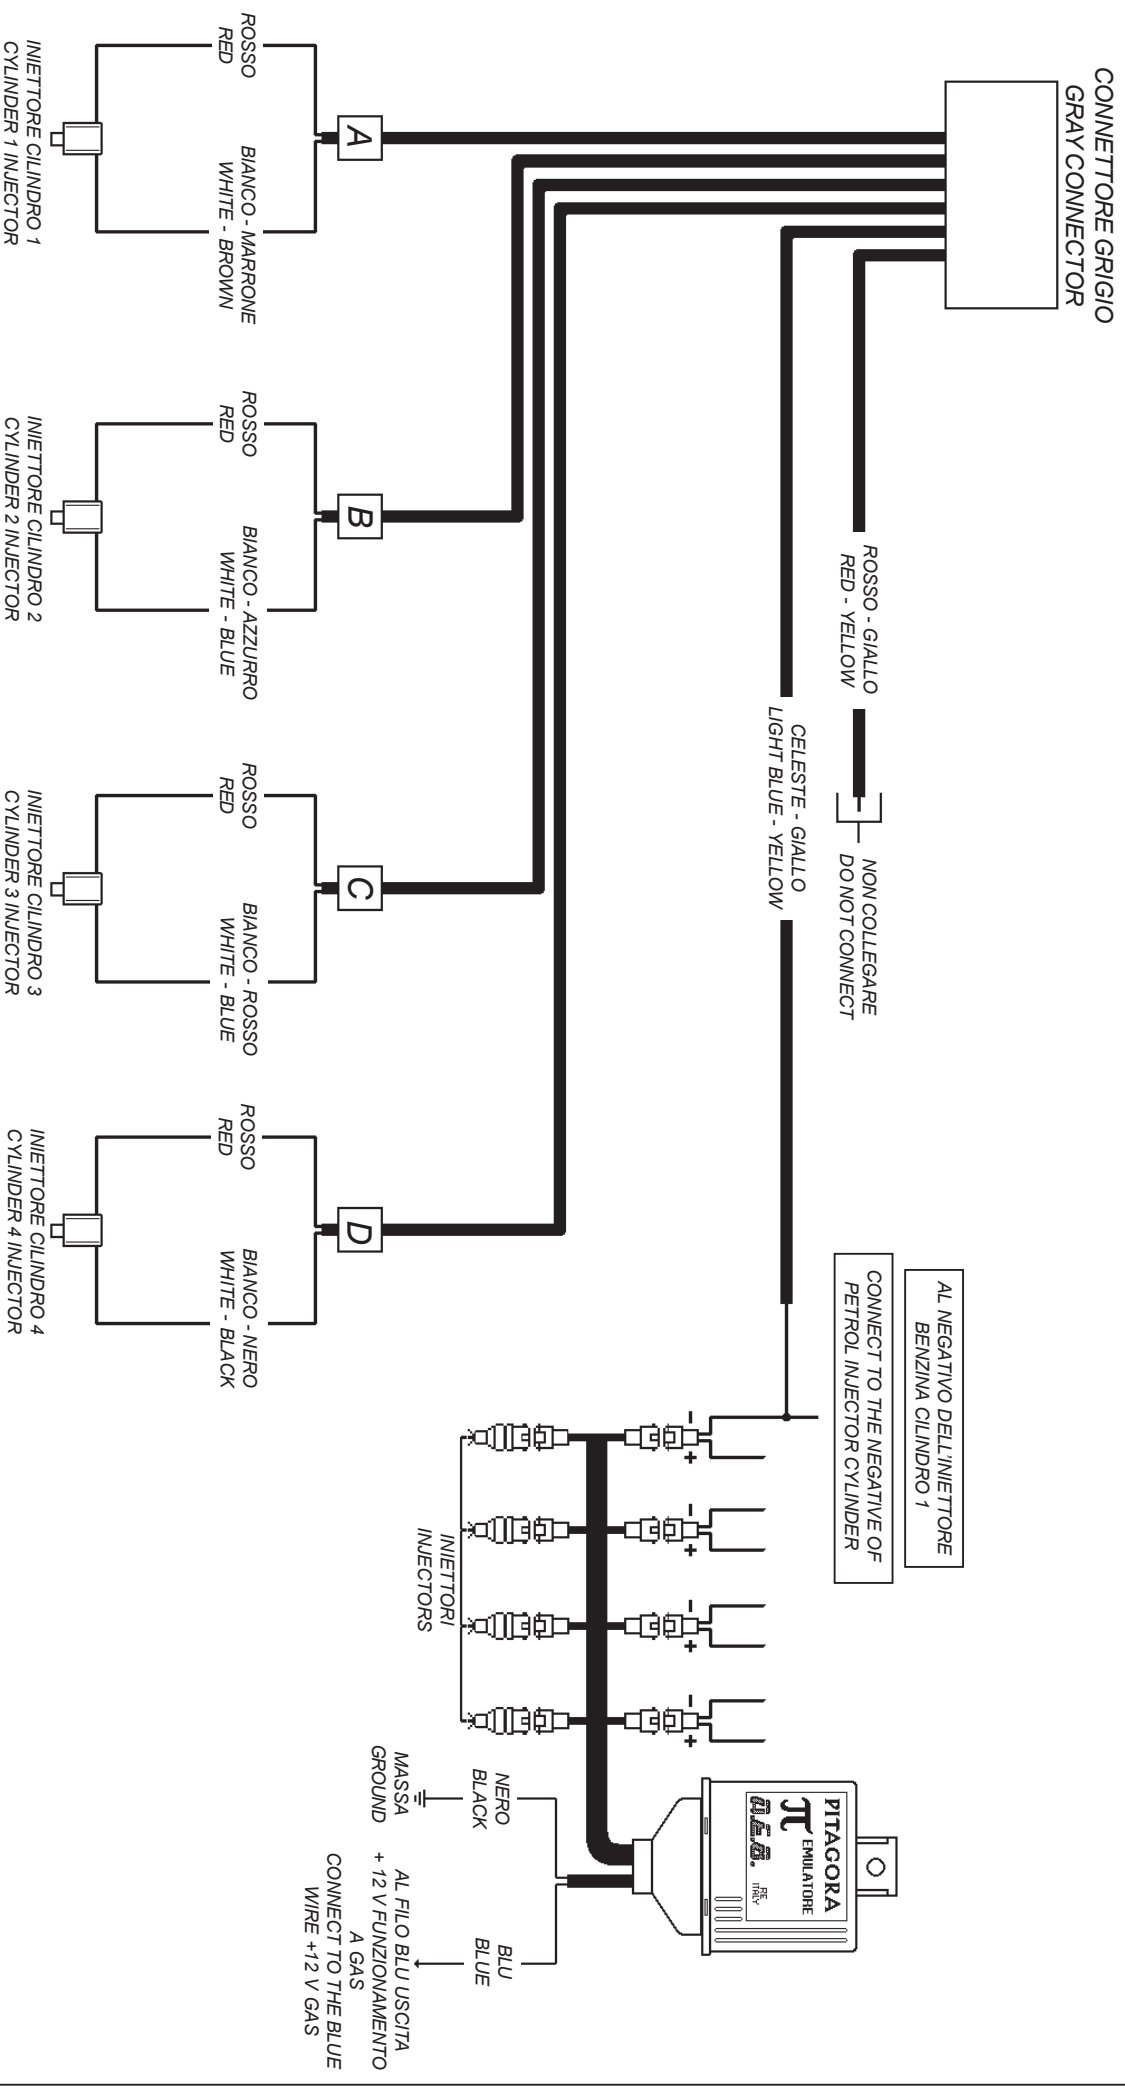 CONNETTORE GRIGIO
GRAY CONNECTOR
ROSSO - GIALLO
RED - YELLOW
NON COLLEGARE
DO NOT CONNECT
CELESTE - GIALLO
LIGHT BLUE - YELLOW
AL NEGATIVO DELL'INIETTORE
BENZINA CILINDRO 1
CONNECT TO THE NEGATIVE OF
PETROL INJECTOR CYLINDER
PITAGORA
π EMULATORE
A.E.B.
RE
ITALY
- +
- +
- +
- +
INIETTORI
INJECTORS
NERO
BLACK
MASSA
GROUND
BLU
BLUE
AL FILO BLU USCITA
+ 12 V FUNZIONAMENTO
A GAS
CONNECT TO THE BLUE
WIRE +12 V GAS
A
B
C
D
ROSSO
RED
BIANCO - MARRONE
WHITE - BROWN
ROSSO
RED
BIANCO - AZZURRO
WHITE - BLUE
ROSSO
RED
BIANCO - ROSSO
WHITE - BLUE
ROSSO
RED
BIANCO - NERO
WHITE - BLACK
INIETTORE CILINDRO 1
CYLINDER 1 INJECTOR
INIETTORE CILINDRO 2
CYLINDER 2 INJECTOR
INIETTORE CILINDRO 3
CYLINDER 3 INJECTOR
INIETTORE CILINDRO 4
CYLINDER 4 INJECTOR